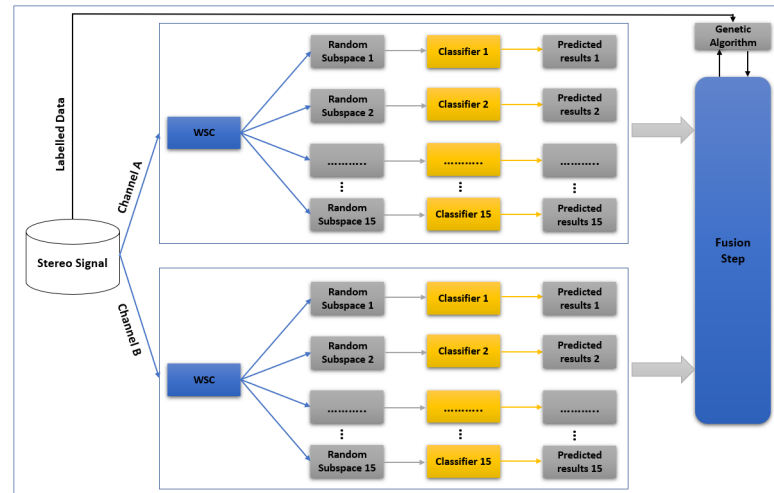 Genetic
Algorithm
Labelled Data
Stereo Signal
Channel A
Channel B
WSC
Random
Subspace 1
Classifier 1
Predicted
results 1
Random
Subspace 2
Classifier 2
Predicted
results 2
………..
………..
………..
Random
Subspace 15
Classifier 15
Predicted
results 15
WSC
Random
Subspace 1
Classifier 1
Predicted
results 1
Random
Subspace 2
Classifier 2
Predicted
results 2
………..
………..
………..
Random
Subspace 15
Classifier 15
Predicted
results 15
Fusion
Step